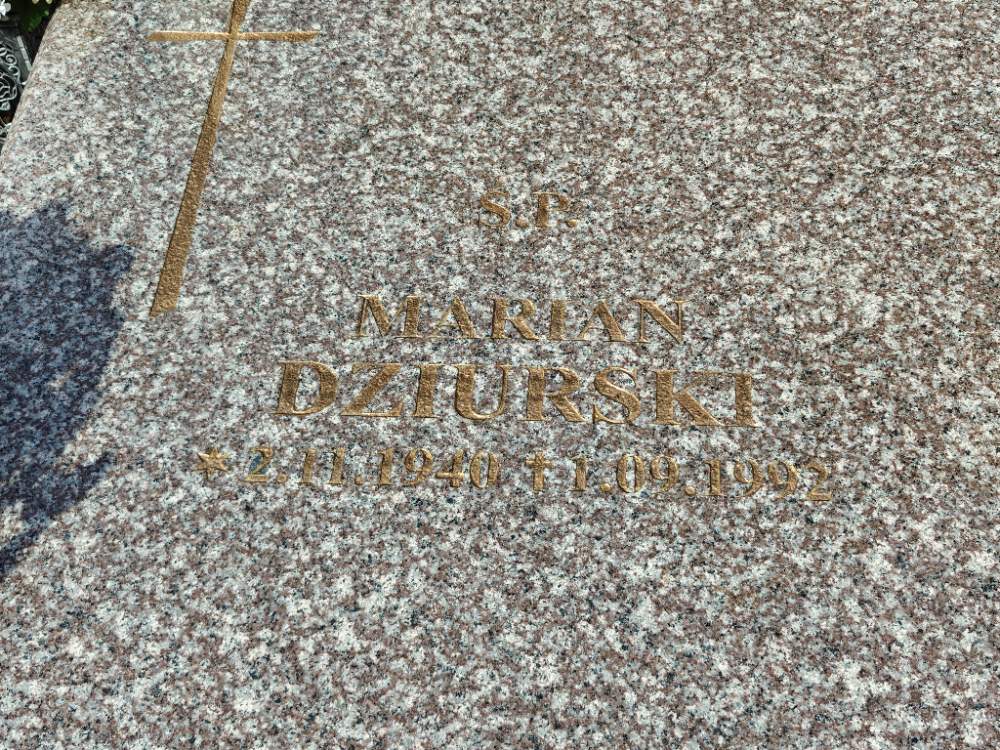 Ś.P.
MARIAN
DZIURSKI
* 2.11.1940 † 1.09.1992